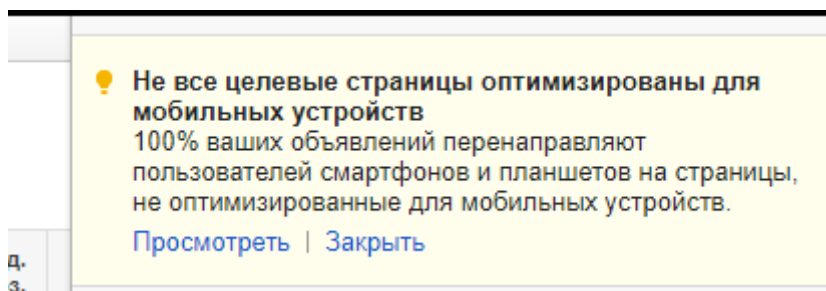 Не все целевые страницы оптимизированы для
мобильных устройств
100% ваших объявлений перенаправляют
пользователей смартфонов и планшетов на страницы,
не оптимизированные для мобильных устройств.
Просмотреть | Закрыть
д.
з.